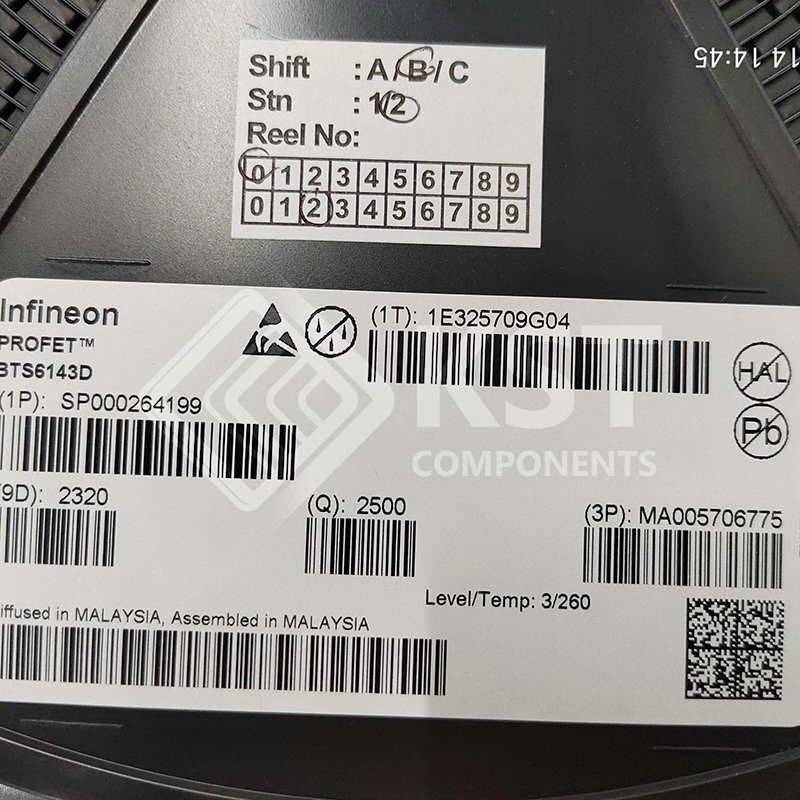 14 14:45
Shift : A / B / C
Stn : 1/2
Reel No:
0 1 2 3 4 5 6 7 8 9
0 1 2 3 4 5 6 7 8 9
Infineon
PROFET™
BTS6143D
(1T): 1E325709G04
(1P): SP000264199
HAL
Pb
KST
COMPONENTS
9D): 2320
(Q): 2500
(3P): MA005706775
Level/Temp: 3/260
iffused in MALAYSIA, Assembled in MALAYSIA